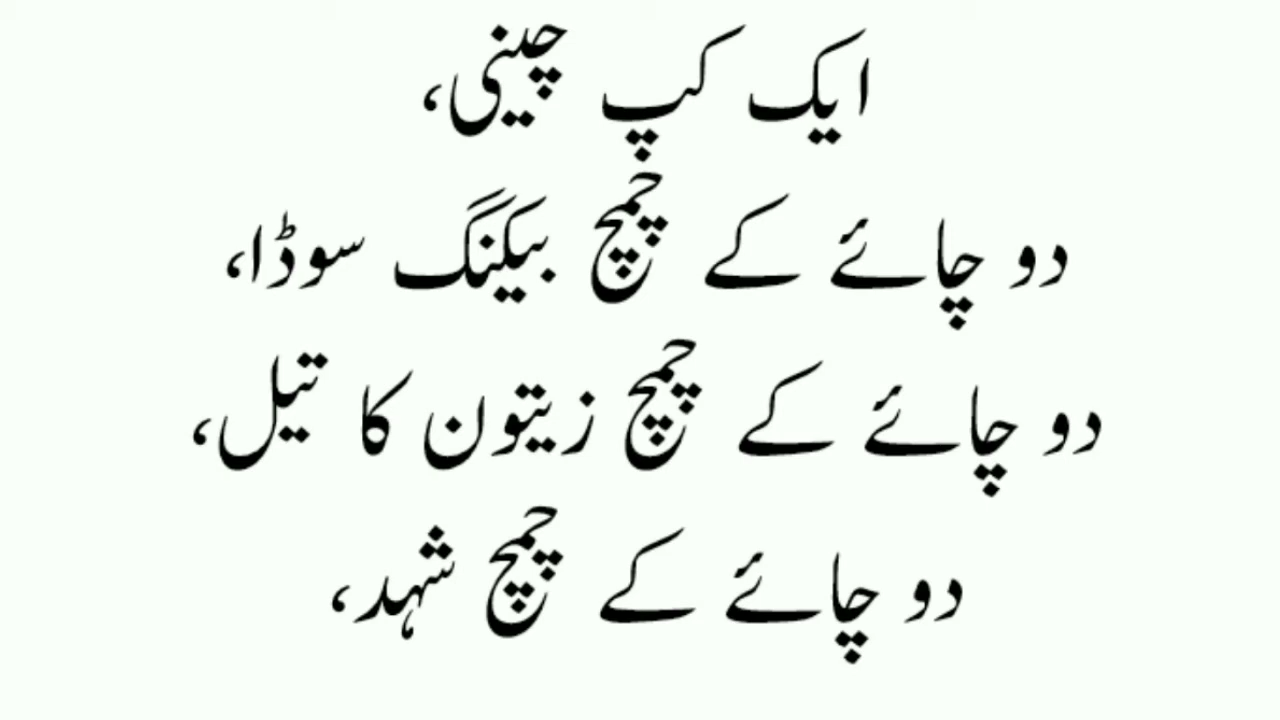 ایک کپ چینی،
دو چائے کے چمچ بیکنگ سوڈا،
دو چائے کے چمچ زیتون کا تیل،
دو چائے کے چمچ شہد،